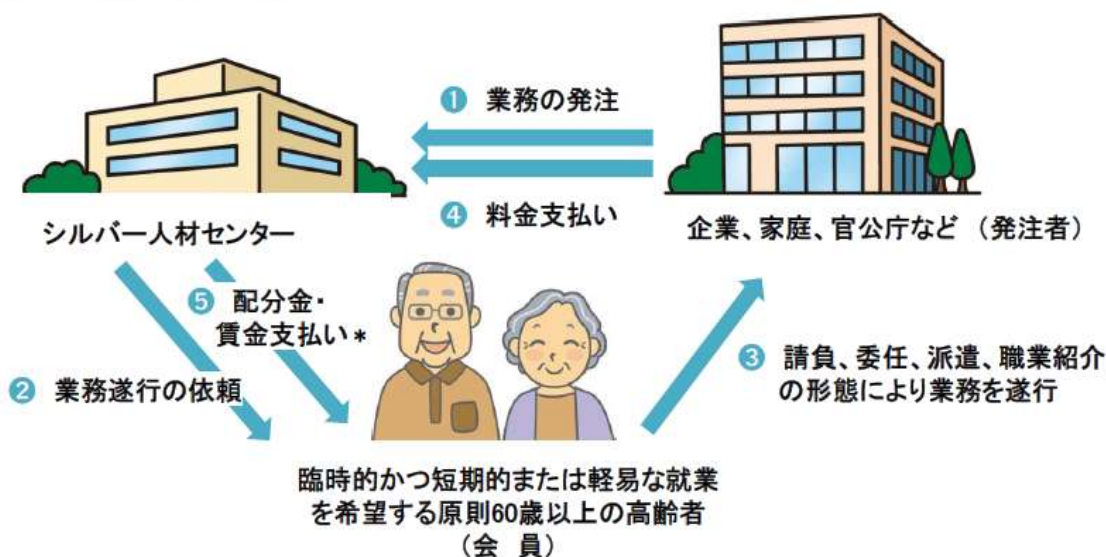 ❶ 業務の発注
❹ 料金支払い
シルバー人材センター
企業、家庭、官公庁など （発注者）
❺ 配分金・
賃金支払い＊
❷ 業務遂行の依頼
❸ 請負、委任、派遣、職業紹介
の形態により業務を遂行
臨時的かつ短期的または軽易な就業
を希望する原則60歳以上の高齢者
（会 員）